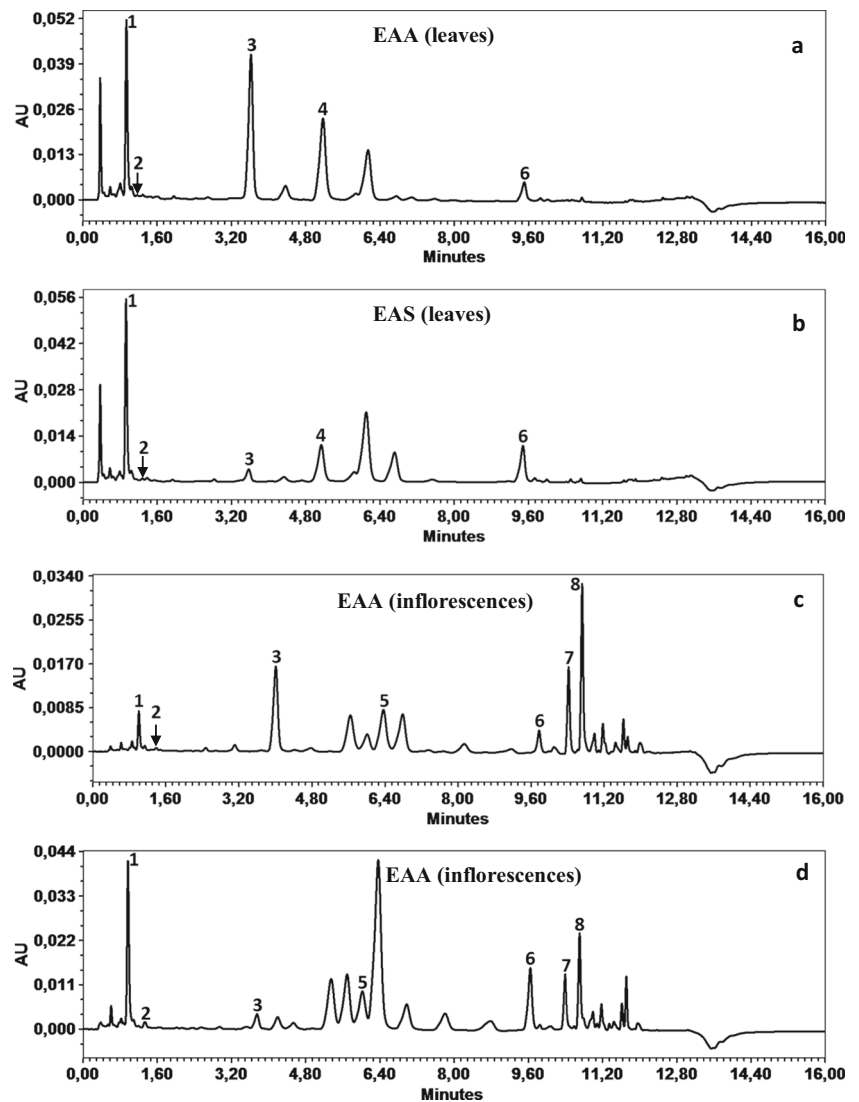 0,052
0,039
0,026
0,013
0,000
AU
EAA (leaves)
a
1
2
3
4
6
0,00 1,60 3,20 4,80 6,40 8,00 9,60 11,20 12,80 14,40 16,00
Minutes
0,056
0,042
0,028
0,014
0,000
AU
EAS (leaves)
b
1
2
3
4
6
0,00 1,60 3,20 4,80 6,40 8,00 9,60 11,20 12,80 14,40 16,00
Minutes
0,0340
0,0255
0,0170
0,0085
0,0000
AU
EAA (inflorescences)
c
1
2
3
5
6
7
8
0,00 1,60 3,20 4,80 6,40 8,00 9,60 11,20 12,80 14,40 16,00
Minutes
0,044
0,033
0,022
0,011
0,000
AU
EAA (inflorescences)
d
1
2
3
5
6
7
8
0,00 1,60 3,20 4,80 6,40 8,00 9,60 11,20 12,80 14,40 16,00
Minutes